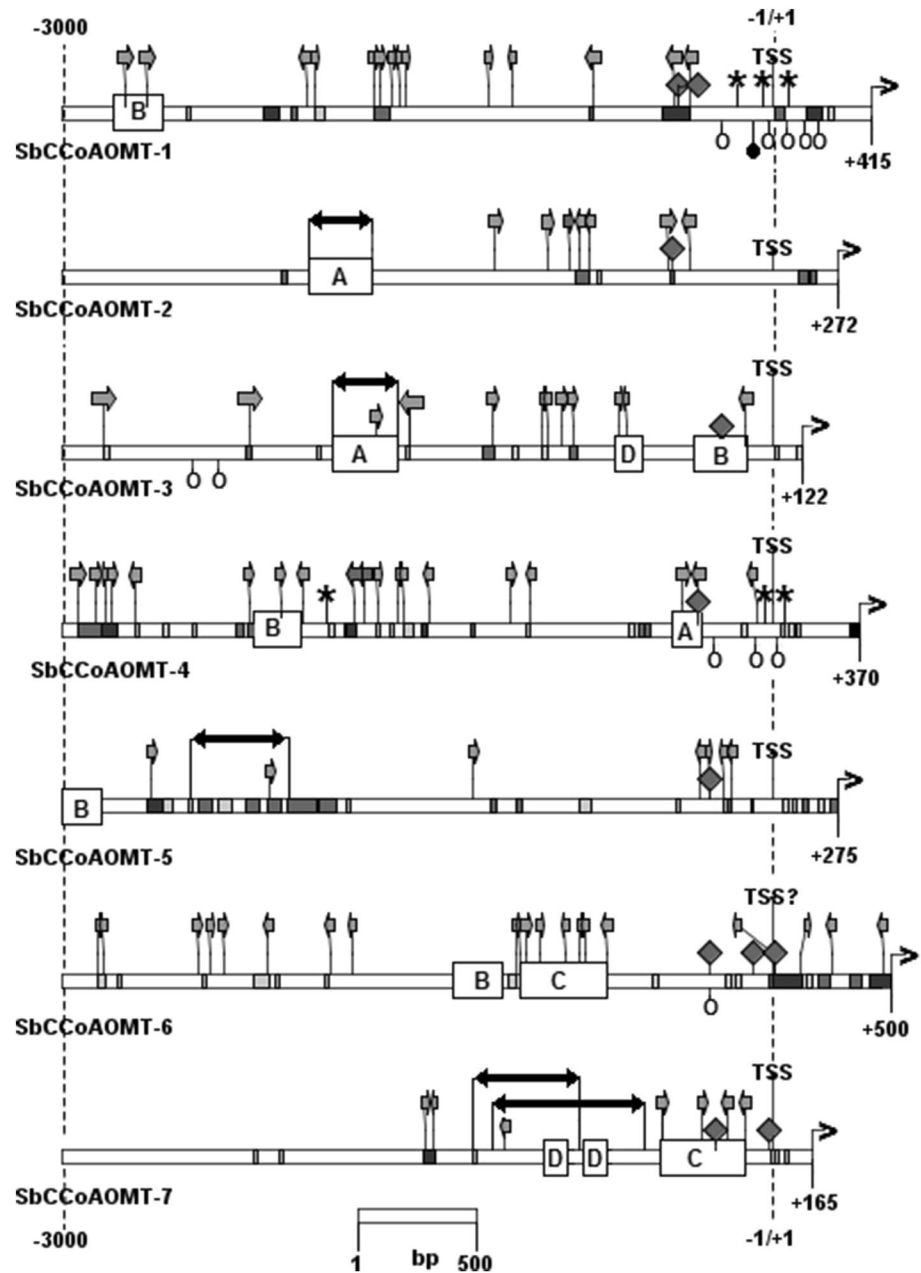 -3000
-1/+1
TSS
* * *
B
O O O O O
SbCCoAOMT-1
+415
TSS
A
SbCCoAOMT-2
+272
TSS
A D B
O O
SbCCoAOMT-3
+122
TSS
* * *
B A
O O O
SbCCoAOMT-4
+370
TSS
B
SbCCoAOMT-5
+275
TSS?
B C
O
SbCCoAOMT-6
+500
TSS
D D C
SbCCoAOMT-7
+165
-3000
-1/+1
1 bp 500